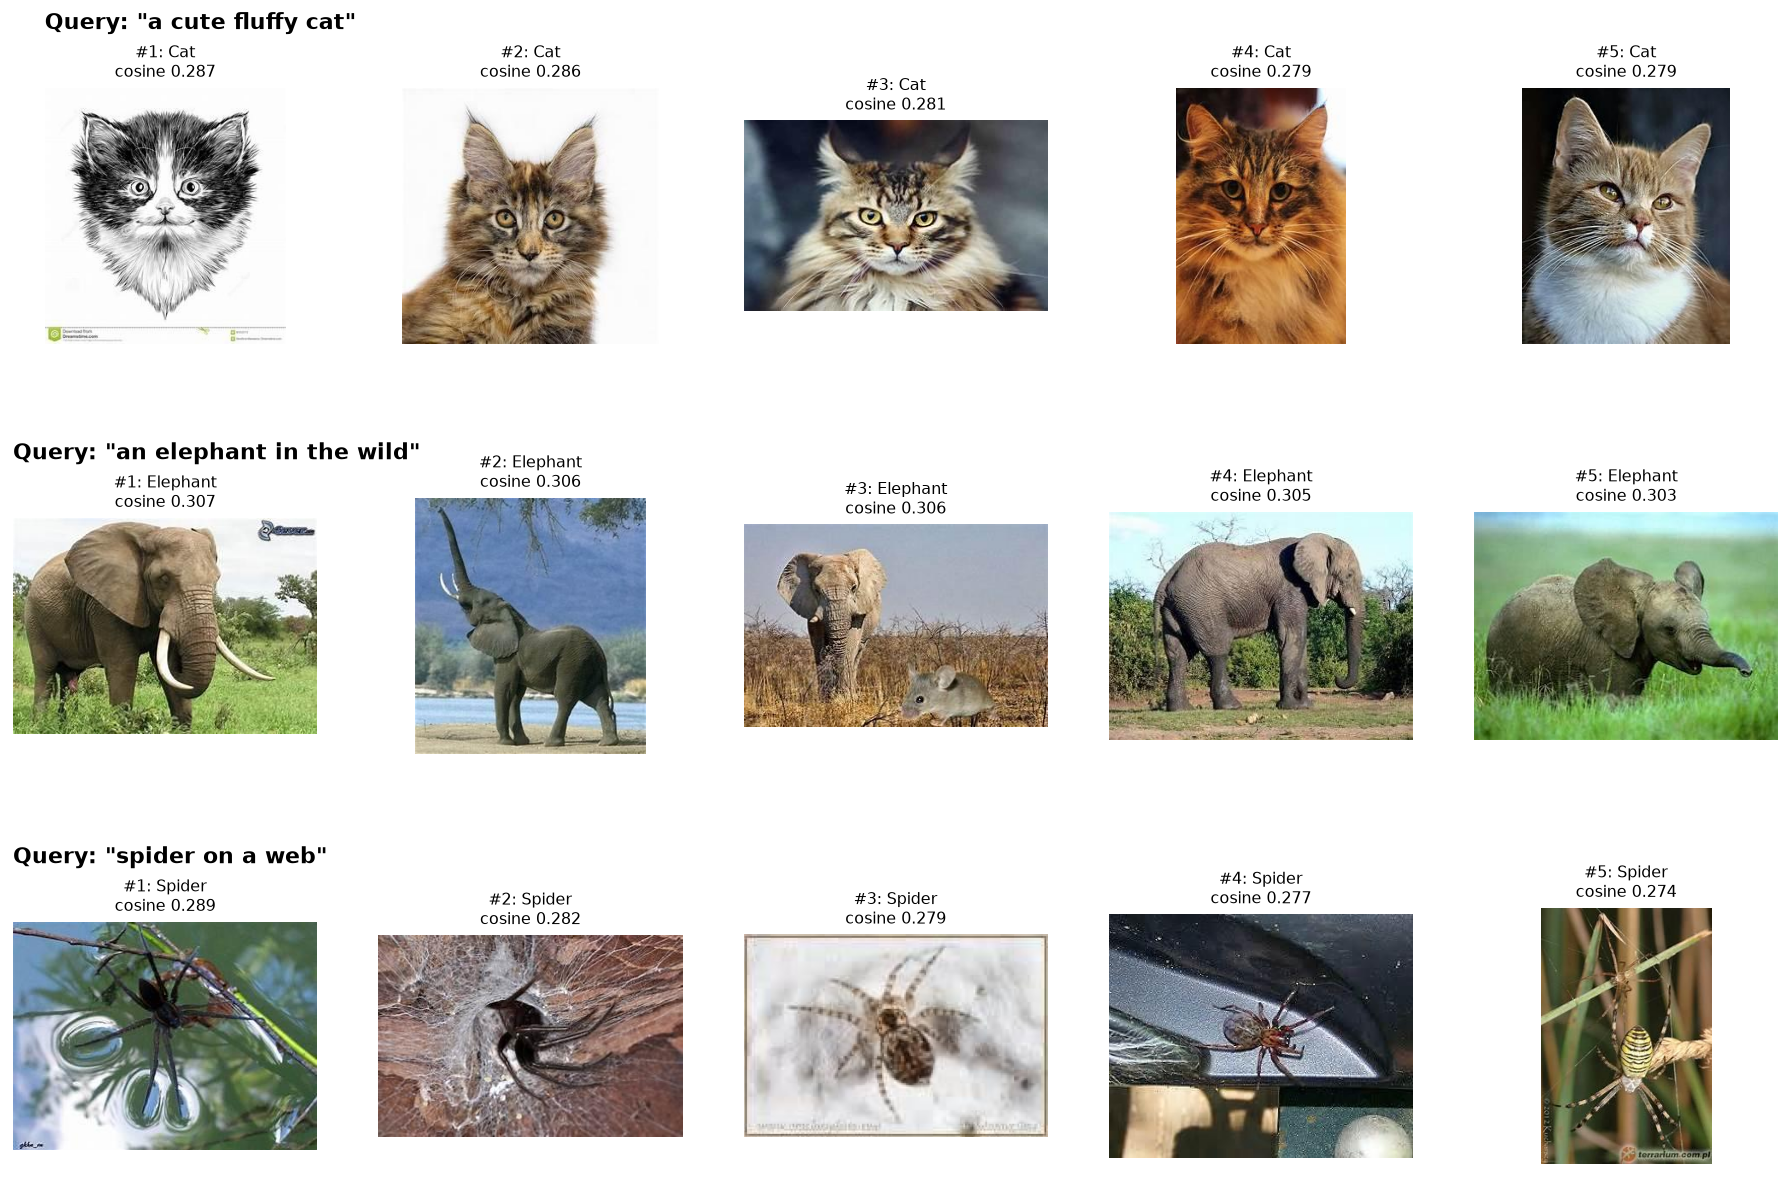 Query: "a cute fluffy cat"
#1: Cat
cosine 0.287
#2: Cat
cosine 0.286
#3: Cat
cosine 0.281
#4: Cat
cosine 0.279
#5: Cat
cosine 0.279
Download from
Dreamstime.com
Query: "an elephant in the wild"
#1: Elephant
cosine 0.307
#2: Elephant
cosine 0.306
#3: Elephant
cosine 0.306
#4: Elephant
cosine 0.305
#5: Elephant
cosine 0.303
Query: "spider on a web"
#1: Spider
cosine 0.289
#2: Spider
cosine 0.282
#3: Spider
cosine 0.279
#4: Spider
cosine 0.277
#5: Spider
cosine 0.274
terrarium.com.pl